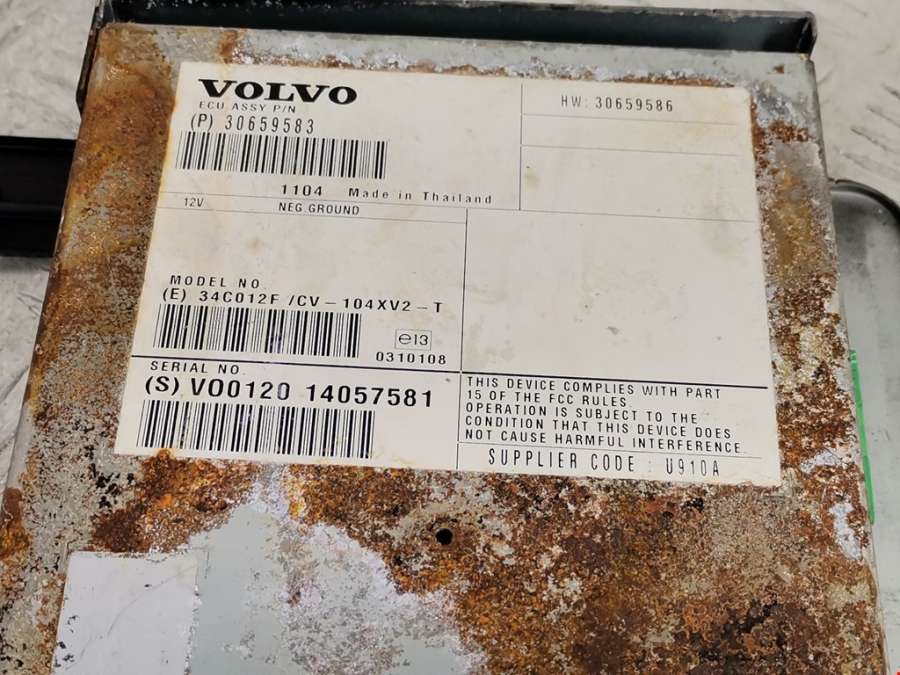 VOLVO
ECU ASSY P/N
(P) 30659583
HW: 30659586
1104 Made in Thailand
12V NEG.GROUND
MODEL NO.
(E) 34C012F /CV-104XV2-T
e13
0310108
SERIAL NO.
(S) VO0120 14057581
THIS DEVICE COMPLIES WITH PART
15 OF THE FCC RULES.
OPERATION IS SUBJECT TO THE
CONDITION THAT THIS DEVICE DOES
NOT CAUSE HARMFUL INTERFERENCE.
SUPPLIER CODE : U910A